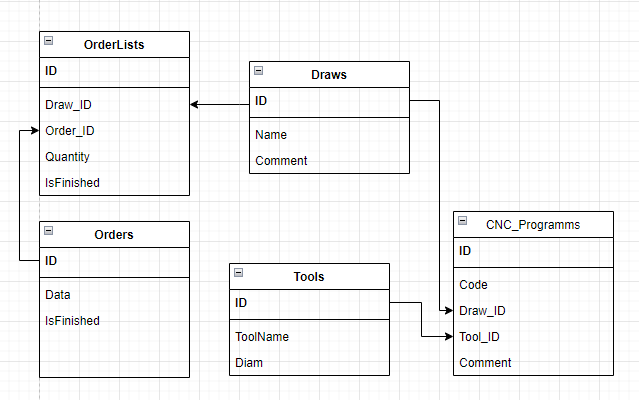 OrderLists
ID
Draw_ID
Order_ID
Quantity
IsFinished
Draws
ID
Name
Comment
Orders
ID
Data
IsFinished
Tools
ID
ToolName
Diam
CNC_Programms
ID
Code
Draw_ID
Tool_ID
Comment